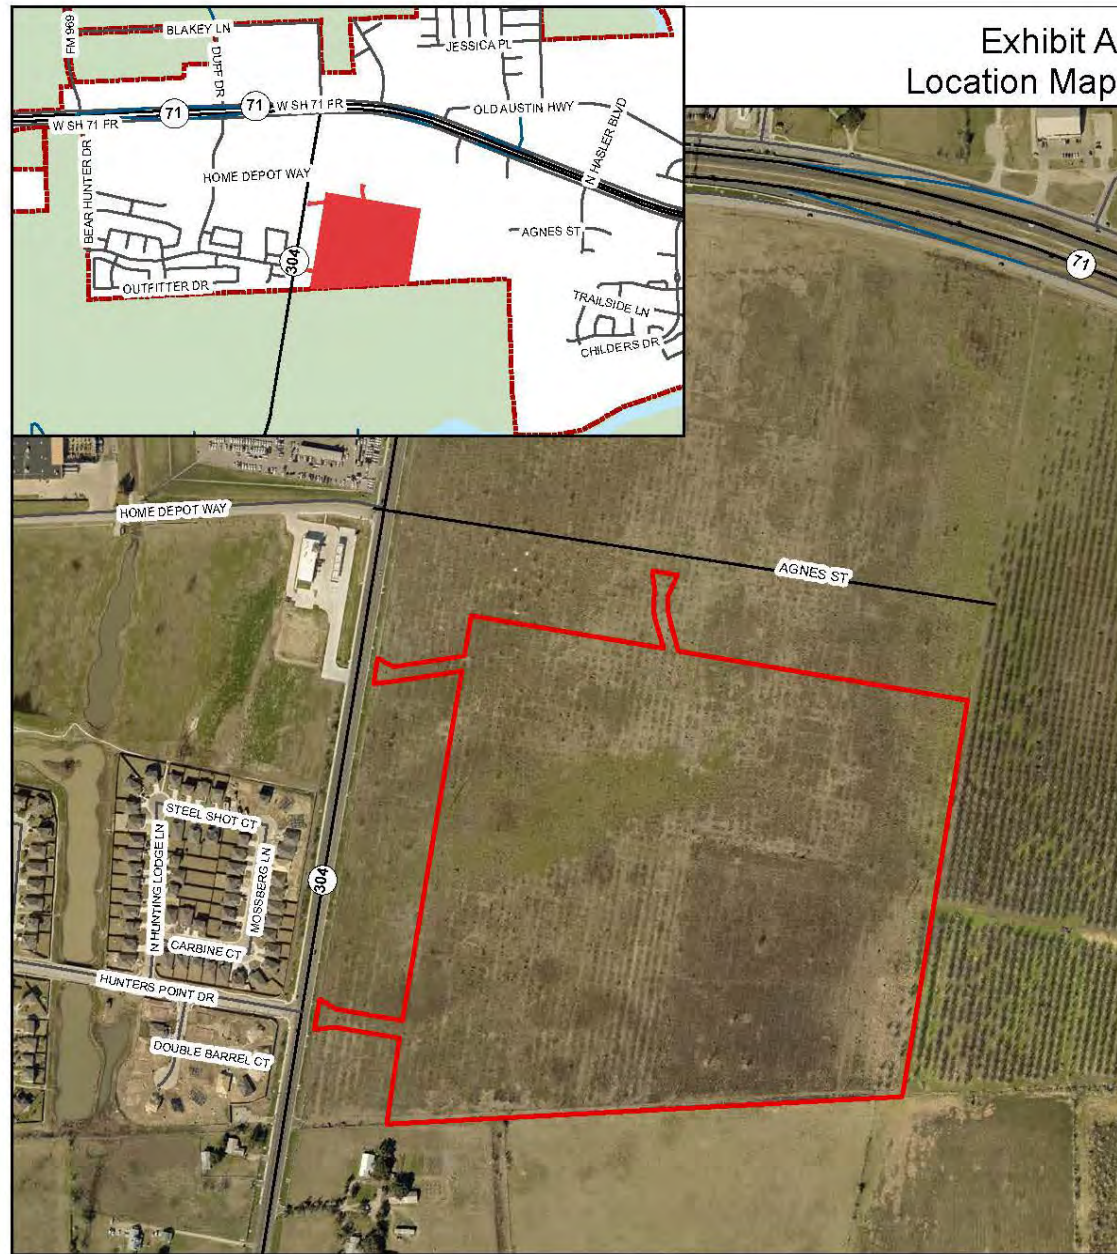 Exhibit A
Location Map
FM 969
BLAKEY LN
DUFF DR
JESSICA PL
W SH 71 FR
71
71
W SH 71 FR
OLD AUSTIN HWY
N HASLER BLVD
BEAR HUNTER DR
HOME DEPOT WAY
AGNES ST
304
OUTFITTER DR
TRAILSIDE LN
CHILDERS DR
71
HOME DEPOT WAY
AGNES ST
STEEL SHOT CT
N HUNTING LODGE LN
MOSSBERG LN
304
CARBINE CT
HUNTERS POINT DR
DOUBLE BARREL CT